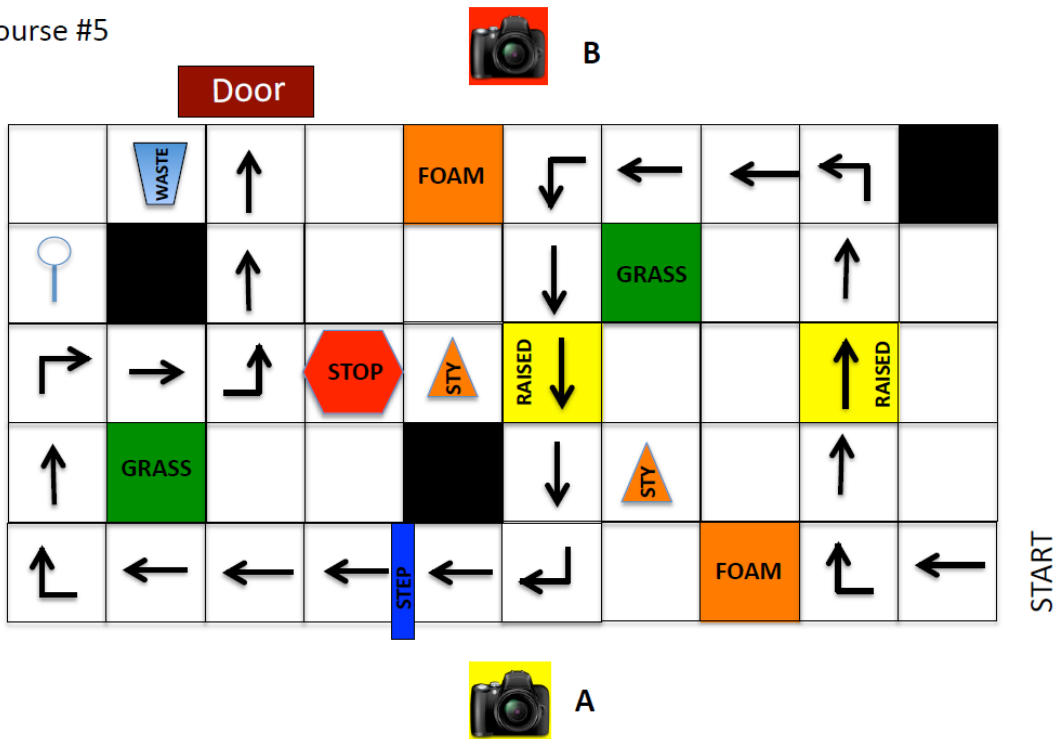 ourse #5
B
Door
WASTE
FOAM
GRASS
STOP
STY
RAISED
RAISED
GRASS
STY
STEP
FOAM
START
A